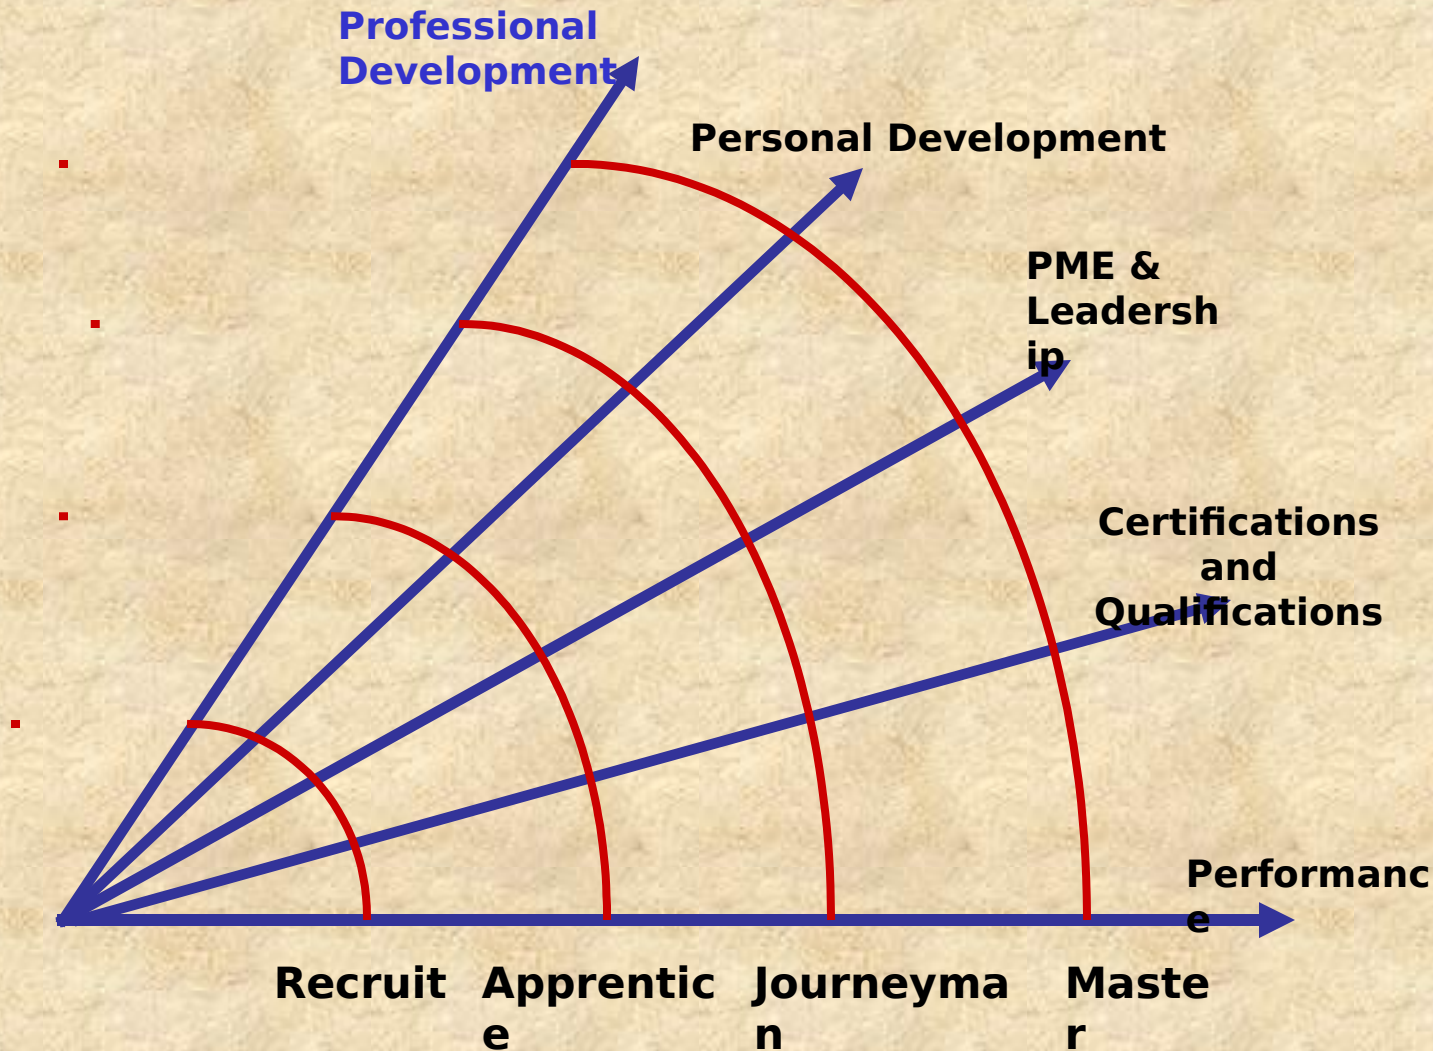 Professional
Development
Personal Development
PME &
Leadersh
ip
Certifications
and
Qualifications
Performanc
e
Recruit
Apprentic
e
Journeyma
n
Maste
r